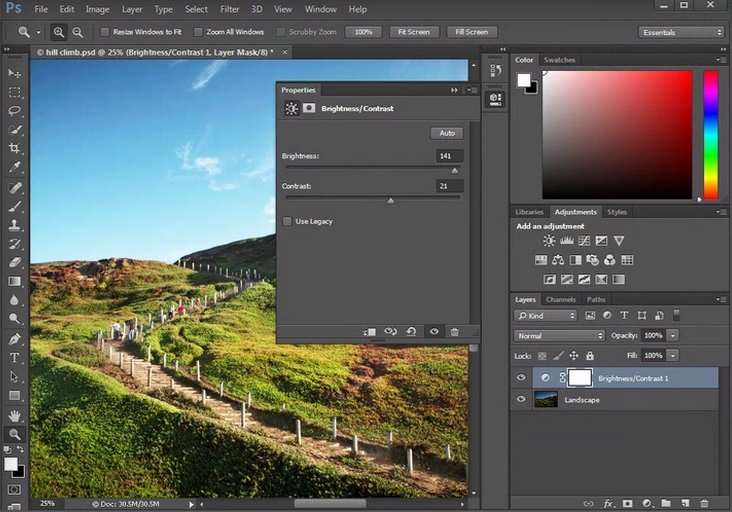 Ps File Edit Image Layer Type Select Filter 3D View Window Help
Resize Windows to Fit Zoom All Windows Scrubby Zoom 100% Fit Screen Fill Screen Essentials
© hill climb.psd @ 25% (Brightness/Contrast 1, Layer Mask/8) * ×
Color Swatches
Properties
Brightness/Contrast
Auto
Brightness: 141
Contrast: 21
Use Legacy
Libraries Adjustments Styles
Add an adjustment
Layers Channels Paths
Kind
Normal Opacity: 100%
Lock: Fill: 100%
Brightness/Contrast 1
Landscape
25% Doc: 30.5M/30.5M
fx